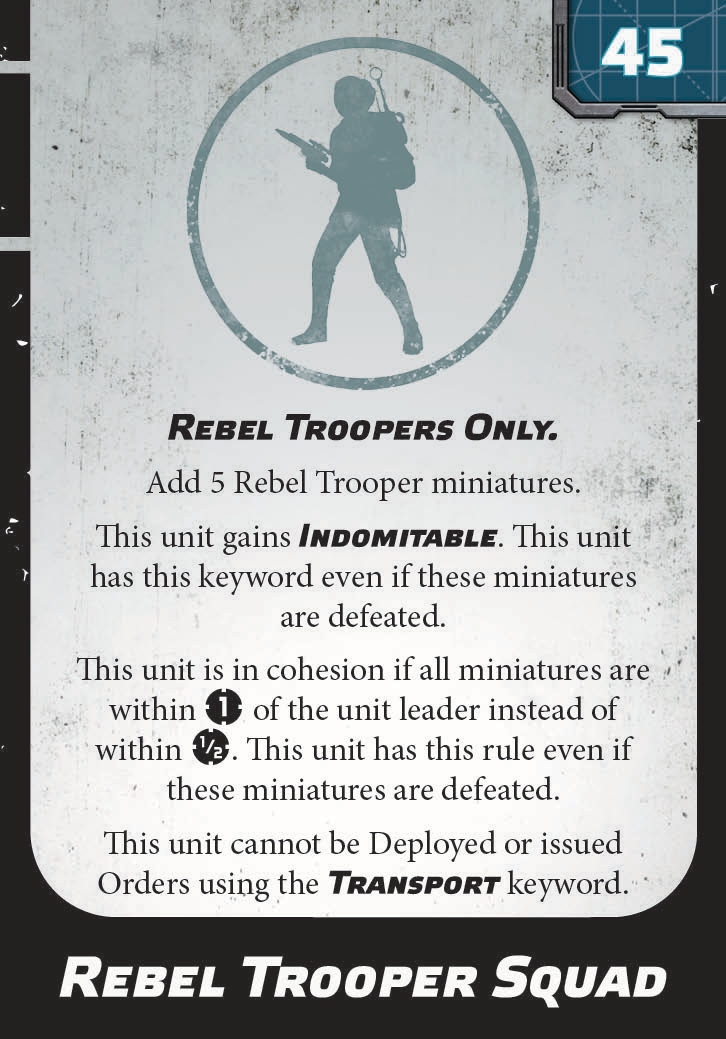 45
REBEL TROOPERS ONLY.
Add 5 Rebel Trooper miniatures.
This unit gains INDOMITABLE. This unit
has this keyword even if these miniatures
are defeated.
This unit is in cohesion if all miniatures are
within 1 of the unit leader instead of
within 1/2. This unit has this rule even if
these miniatures are defeated.
This unit cannot be Deployed or issued
Orders using the TRANSPORT keyword.
REBEL TROOPER SQUAD